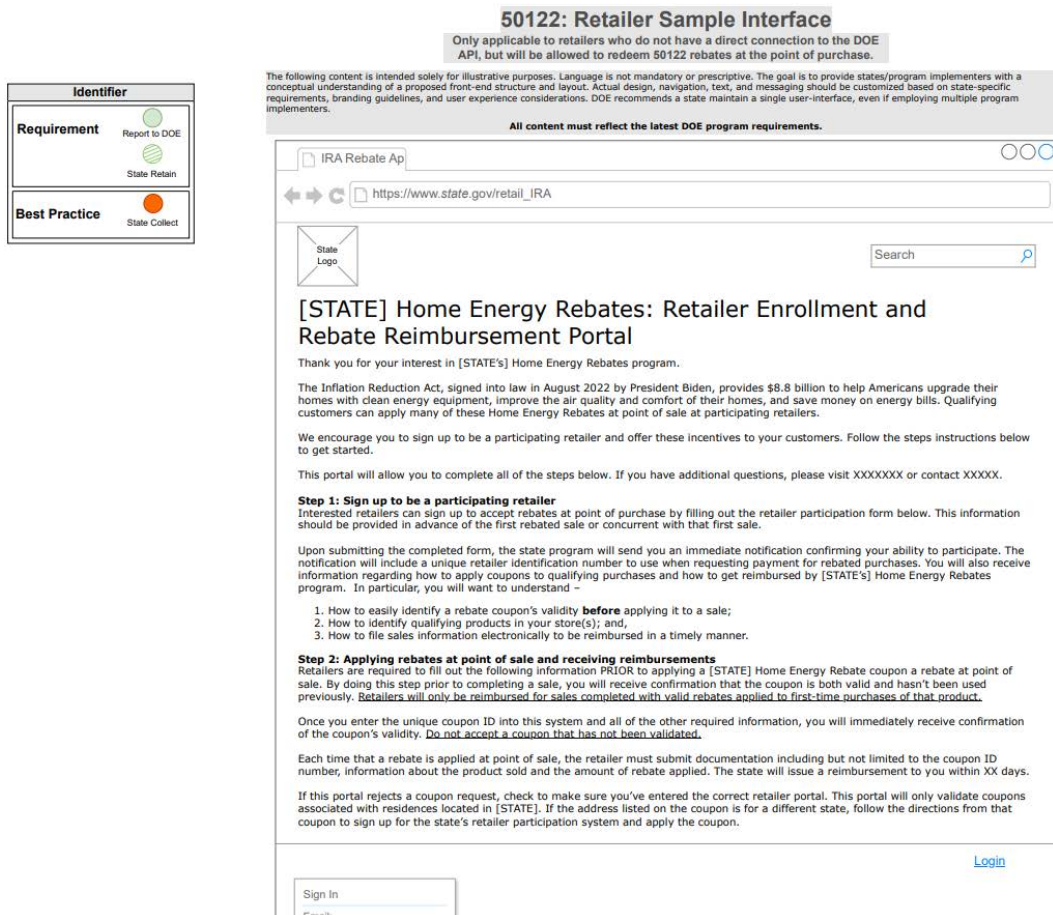 50122: Retailer Sample Interface
Only applicable to retailers who do not have a direct connection to the DOE
API, but will be allowed to redeem 50122 rebates at the point of purchase.
The following content is intended solely for illustrative purposes. Language is not mandatory or prescriptive. The goal is to provide states/program implementers with a
conceptual understanding of a proposed front-end structure and layout. Actual design, navigation, text, and messaging should be customized based on state-specific
requirements, branding guidelines, and user experience considerations. DOE recommends a state maintain a single user-interface, even if employing multiple program
implementers.
All content must reflect the latest DOE program requirements.
Identifier
Requirement
Report to DOE
State Retain
Best Practice
State Collect
IRA Rebate Ap
https://www.state.gov/retail_IRA
State
Logo
Search
[STATE] Home Energy Rebates: Retailer Enrollment and
Rebate Reimbursement Portal
Thank you for your interest in [STATE's] Home Energy Rebates program.
The Inflation Reduction Act, signed into law in August 2022 by President Biden, provides $8.8 billion to help Americans upgrade their
homes with clean energy equipment, improve the air quality and comfort of their homes, and save money on energy bills. Qualifying
customers can apply many of these Home Energy Rebates at point of sale at participating retailers.
We encourage you to sign up to be a participating retailer and offer these incentives to your customers. Follow the steps instructions below
to get started.
This portal will allow you to complete all of the steps below. If you have additional questions, please visit XXXXXXX or contact XXXXX.
Step 1: Sign up to be a participating retailer
Interested retailers can sign up to accept rebates at point of purchase by filling out the retailer participation form below. This information
should be provided in advance of the first rebated sale or concurrent with that first sale.
Upon submitting the completed form, the state program will send you an immediate notification confirming your ability to participate. The
notification will include a unique retailer identification number to use when requesting payment for rebated purchases. You will also receive
information regarding how to apply coupons to qualifying purchases and how to get reimbursed by [STATE's] Home Energy Rebates
program. In particular, you will want to understand –
1. How to easily identify a rebate coupon's validity before applying it to a sale;
2. How to identify qualifying products in your store(s); and,
3. How to file sales information electronically to be reimbursed in a timely manner.
Step 2: Applying rebates at point of sale and receiving reimbursements
Retailers are required to fill out the following information PRIOR to applying a [STATE] Home Energy Rebate coupon a rebate at point of
sale. By doing this step prior to completing a sale, you will receive confirmation that the coupon is both valid and hasn't been used
previously. Retailers will only be reimbursed for sales completed with valid rebates applied to first-time purchases of that product.
Once you enter the unique coupon ID into this system and all of the other required information, you will immediately receive confirmation
of the coupon's validity. Do not accept a coupon that has not been validated.
Each time that a rebate is applied at point of sale, the retailer must submit documentation including but not limited to the coupon ID
number, information about the product sold and the amount of rebate applied. The state will issue a reimbursement to you within XX days.
If this portal rejects a coupon request, check to make sure you've entered the correct retailer portal. This portal will only validate coupons
associated with residences located in [STATE]. If the address listed on the coupon is for a different state, follow the directions from that
coupon to sign up for the state's retailer participation system and apply the coupon.
Login
Sign In